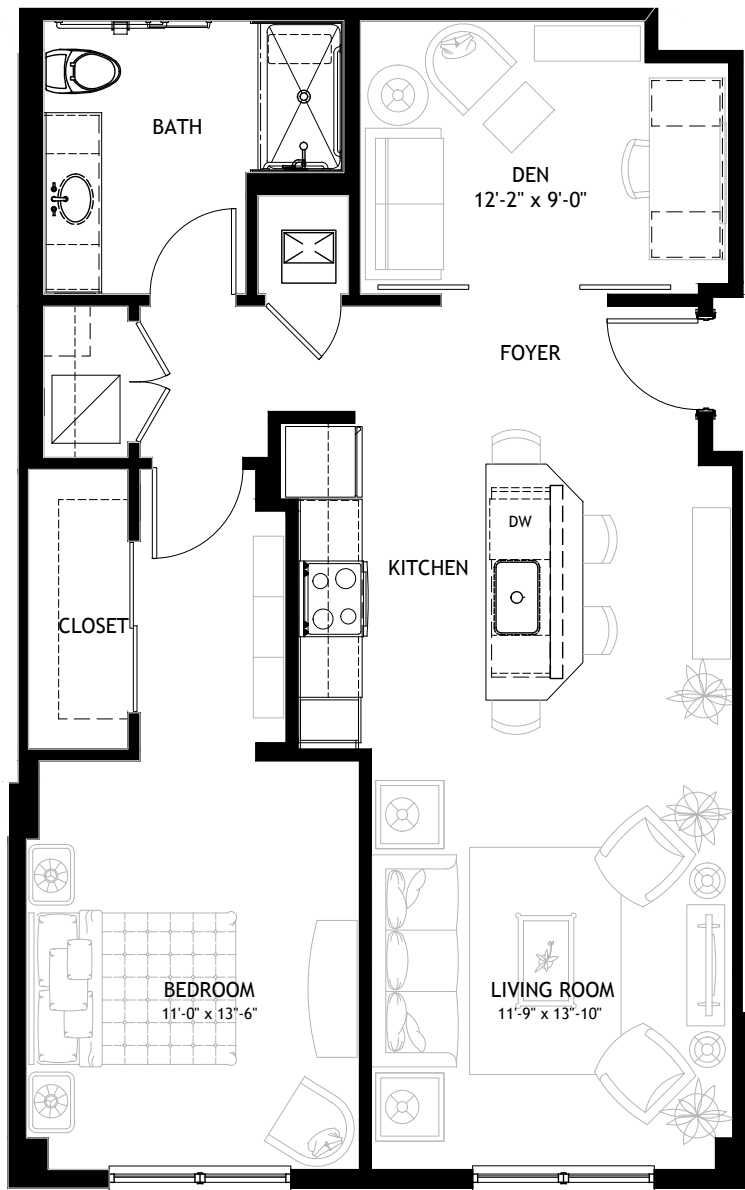 BATH
DEN
12'-2" x 9'-0"
FOYER
DW
KITCHEN
CLOSET
BEDROOM
11'-0" x 13"-6"
LIVING ROOM
11'-9" x 13"-10"